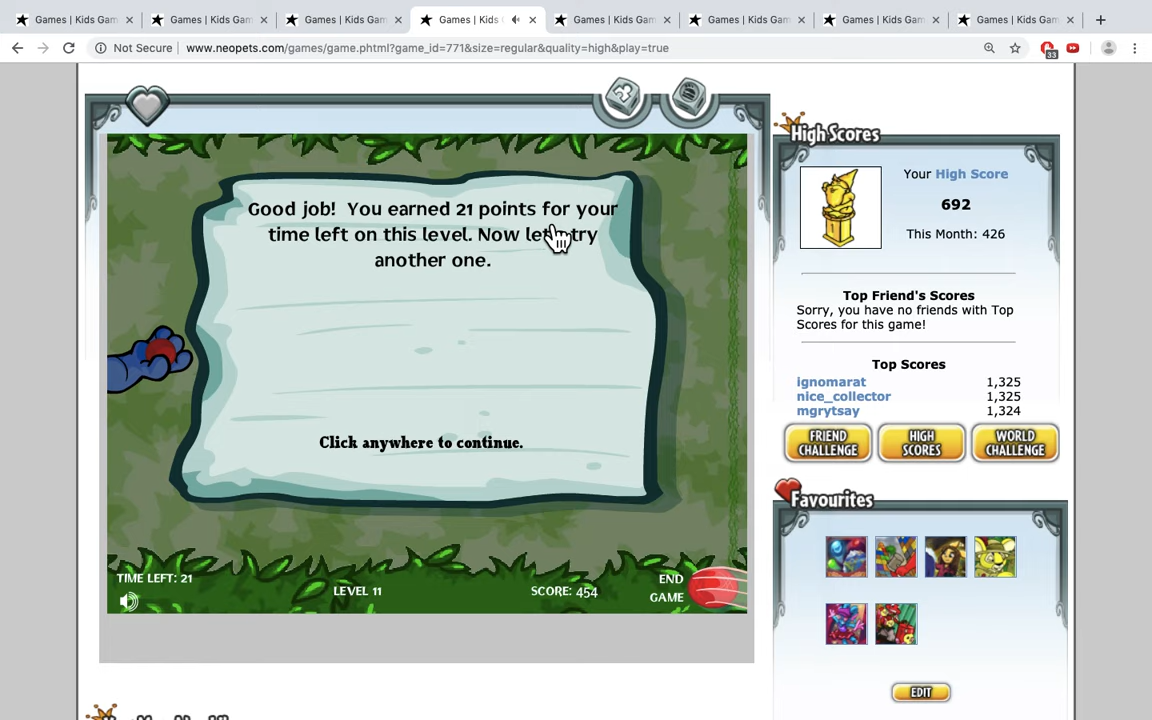 Games | Kids Gam
Games | Kids Gam
Games | Kids Gam
Games | Kids
Games | Kids Gam
Games | Kids Gam
Games | Kids Gam
Games | Kids Gam
Not Secure
www.neopets.com/games/game.phtml?game_id=771&size=regular&quality=high&play=true
33
Good job! You earned 21 points for your
time left on this level. Now let's try
another one.
Click anywhere to continue.
TIME LEFT: 21
LEVEL 11
SCORE: 454
END
GAME
High Scores
Your High Score
692
This Month: 426
Top Friend's Scores
Sorry, you have no friends with Top
Scores for this game!
Top Scores
ignomarat 1,325
nice_collector 1,325
mgrytsay 1,324
FRIEND
CHALLENGE
HIGH
SCORES
WORLD
CHALLENGE
Favourites
EDIT